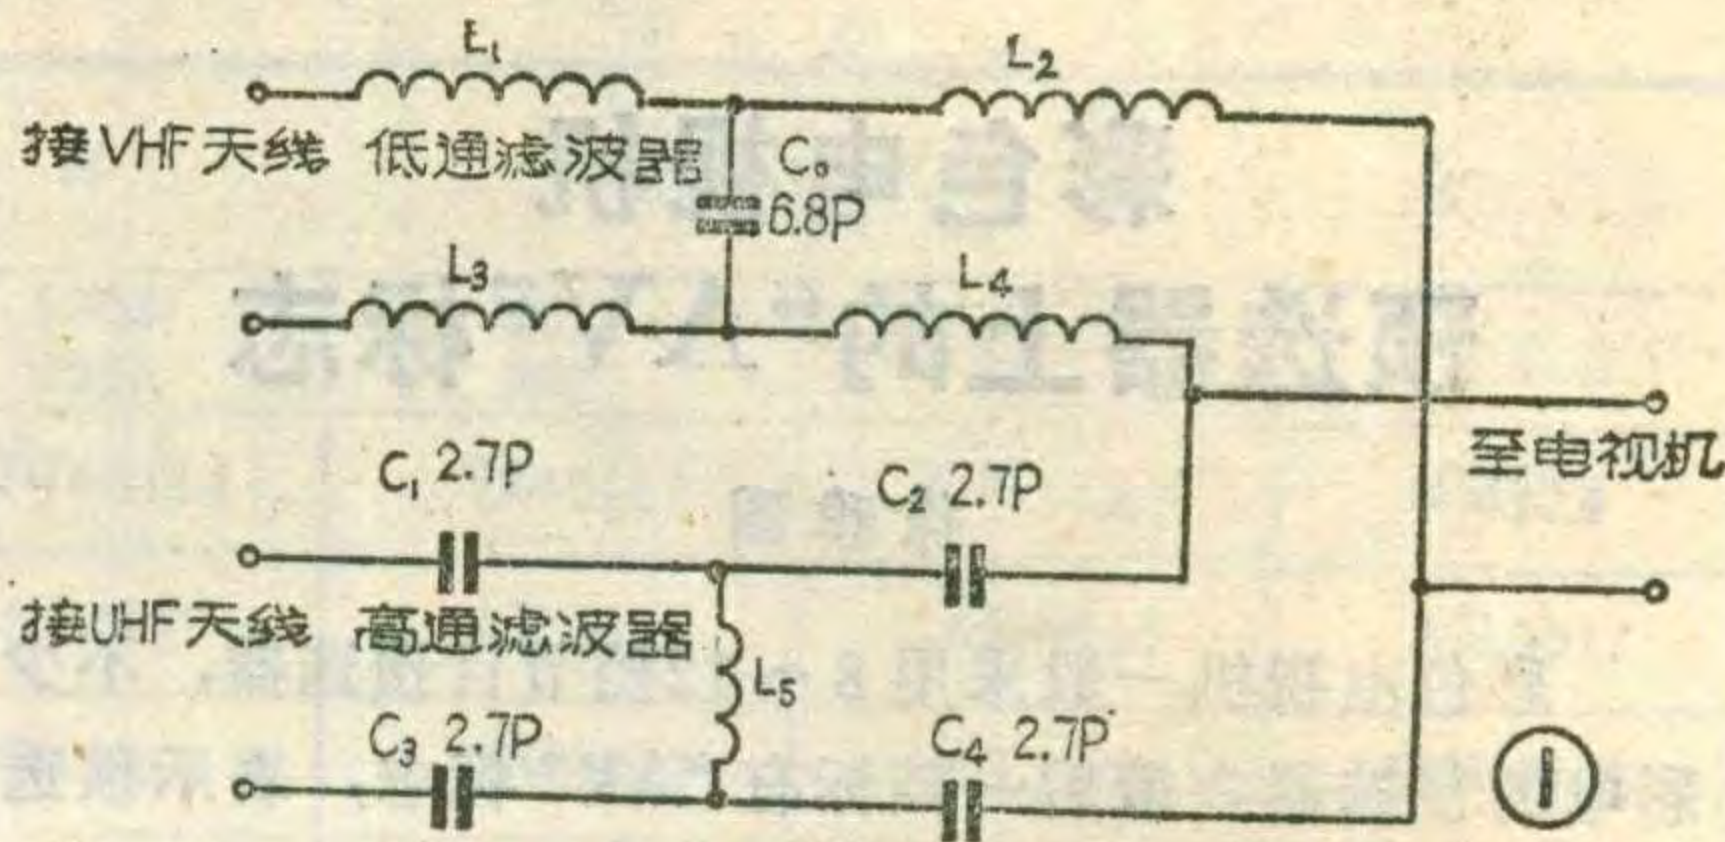 L₁
L₂
接VHF天线 低通滤波器
C₀
6.8P
L₃
L₄
C₁ 2.7P
C₂ 2.7P
至电视机
接UHF天线 高通滤波器
L₅
C₃ 2.7P
C₄ 2.7P
①